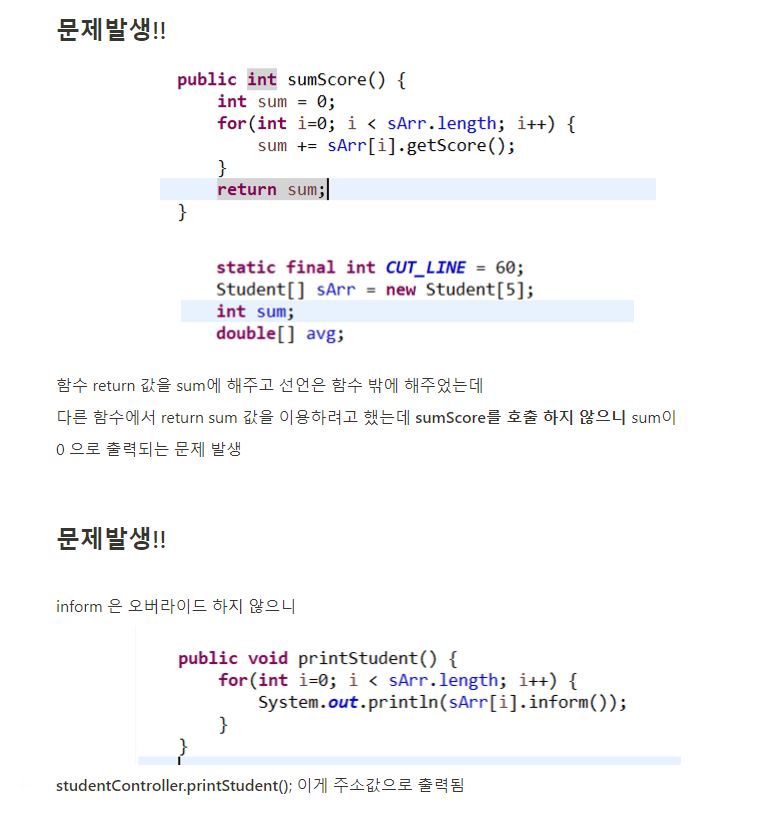 문제발생!!
public int sumScore() {
int sum = 0;
for(int i=0; i < sArr.length; i++) {
sum += sArr[i].getScore();
}
return sum;
}
static final int CUT_LINE = 60;
Student[] sArr = new Student[5];
int sum;
double[] avg;
함수 return 값을 sum에 해주고 선언은 함수 밖에 해주었는데
다른 함수에서 return sum 값을 이용하려고 했는데 sumScore를 호출 하지 않으니 sum이
0 으로 출력되는 문제 발생
문제발생!!
inform 은 오버라이드 하지 않으니
public void printStudent() {
for(int i=0; i < sArr.length; i++) {
System.out.println(sArr[i].inform());
}
}
studentController.printStudent(); 이게 주소값으로 출력됨